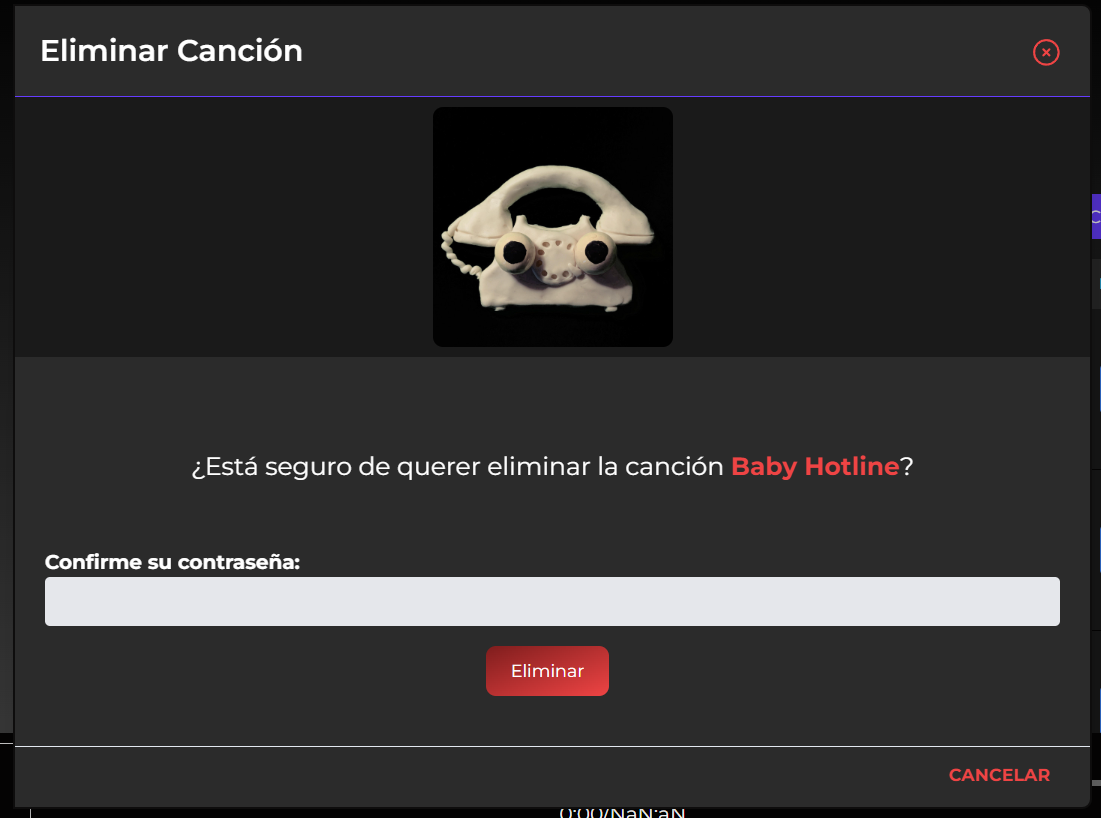 Eliminar Canción
¿Está seguro de querer eliminar la canción Baby Hotline?
Confirme su contraseña:
Eliminar
CANCELAR
0:00/NaN:aN